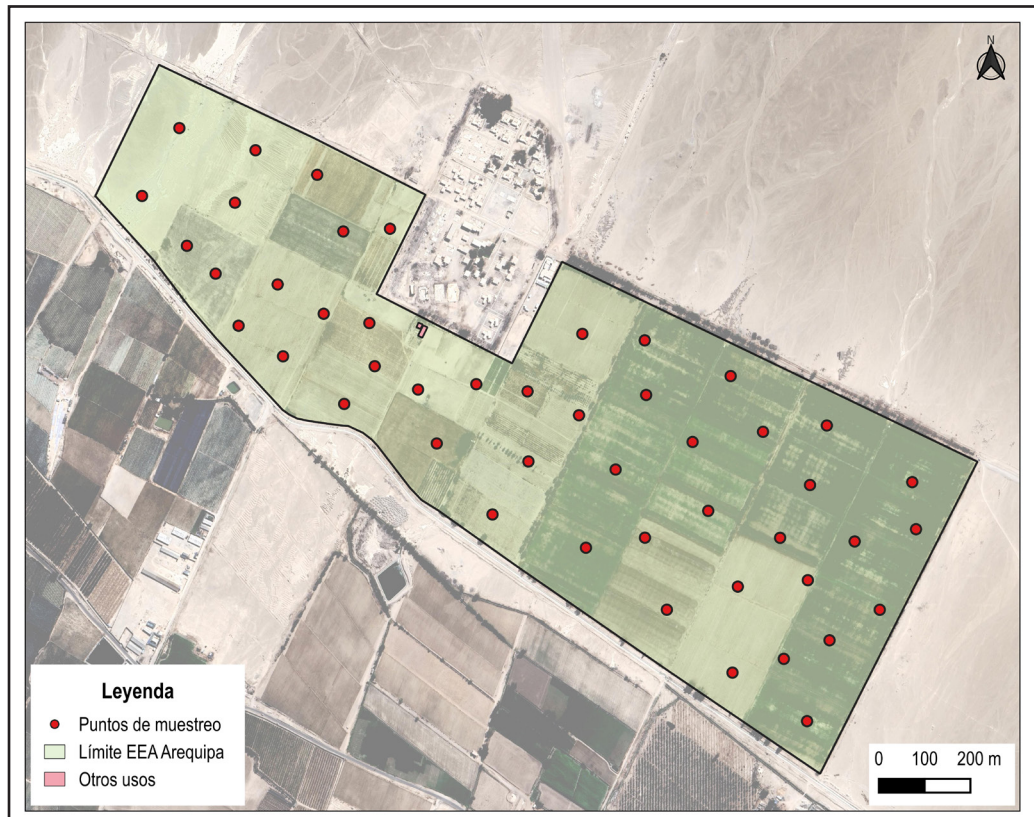 N
Leyenda
Puntos de muestreo
Límite EEA Arequipa
Otros usos
0 100 200 m